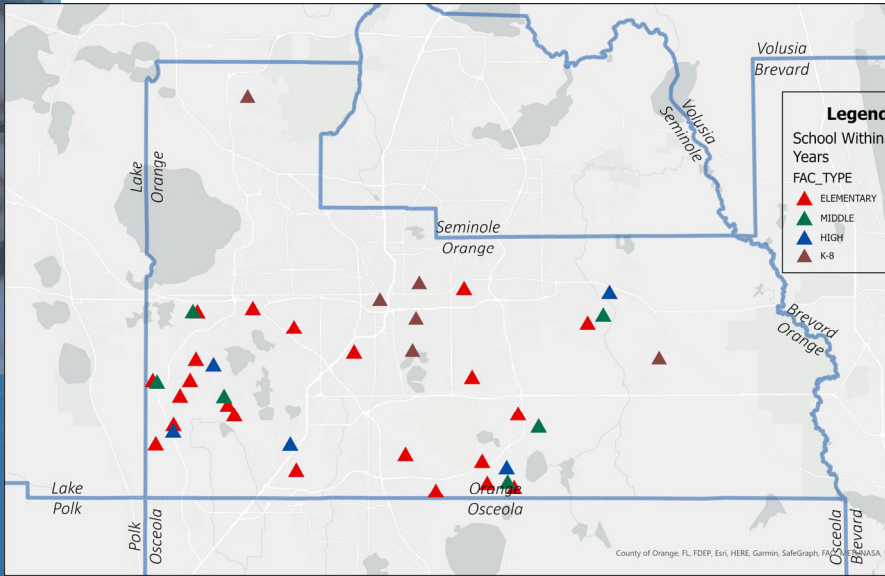 Volusia
Brevard
Volusia
Seminole
Lake
Orange
Seminole
Orange
Legend
School Within
Years
FAC_TYPE
ELEMENTARY
MIDDLE
HIGH
K-8
Brevard
Orange
Lake
Polk
Orange
Osceola
Polk
Osceola
Osceola
Brevard
County of Orange, FL, FDEP, Esri, HERE, Garmin, SafeGraph,